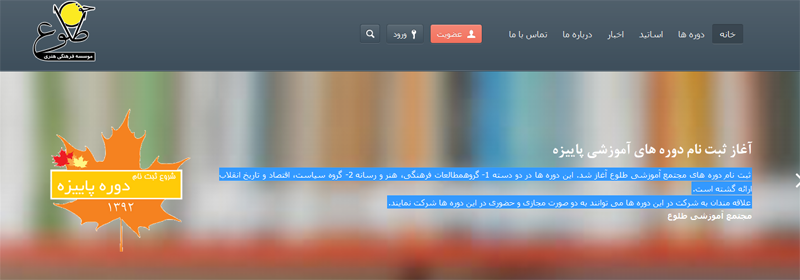 طلوع
موسسه فرهنگی هنری
خانه
دوره ها
اساتید
اخبار
درباره ما
تماس با ما
عضویت
ورود
آغاز ثبت نام دوره های آموزشی پاییزه
ثبت نام دوره های مجتمع آموزشی طلوع آغاز شد. این دوره ها در دو دسته 1- گروهمطالعات فرهنگی، هنر و رسانه 2- گروه سیاست، اقتصاد و تاریخ انقلاب
ارائه گشته است.
علاقه مندان به شرکت در این دوره ها می توانند به دو صورت مجازی و حضوری در این دوره ها شرکت نمایند.
مجتمع آموزشی طلوع
شروع ثبت نام
دوره پاییزه
۱۳۹۲